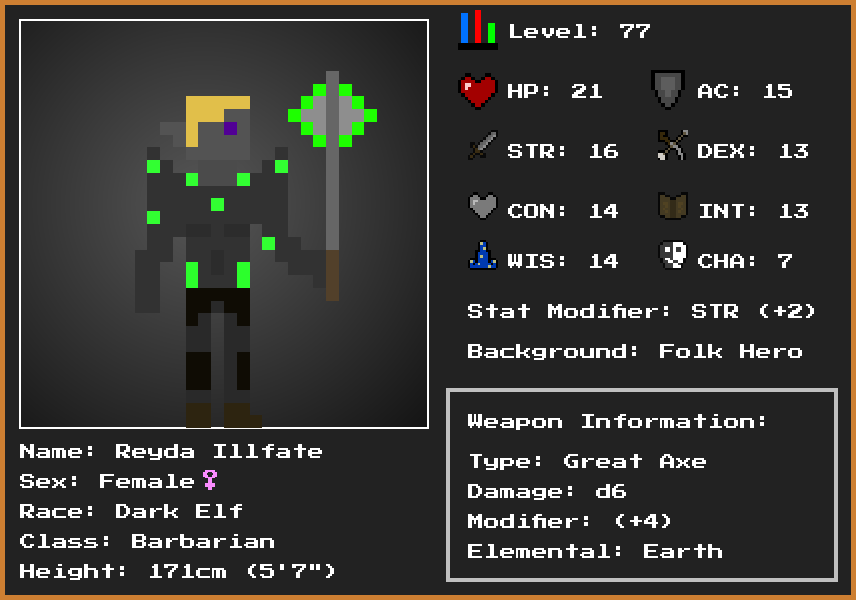 Level: 77
HP: 21
AC: 15
STR: 16
DEX: 13
CON: 14
INT: 13
WIS: 14
CHA: 7
Stat Modifier: STR (+2)
Background: Folk Hero
Weapon Information:
Type: Great Axe
Damage: d6
Modifier: (+4)
Elemental: Earth
Name: Reyda Illfate
Sex: Female♀
Race: Dark Elf
Class: Barbarian
Height: 171cm (5'7")